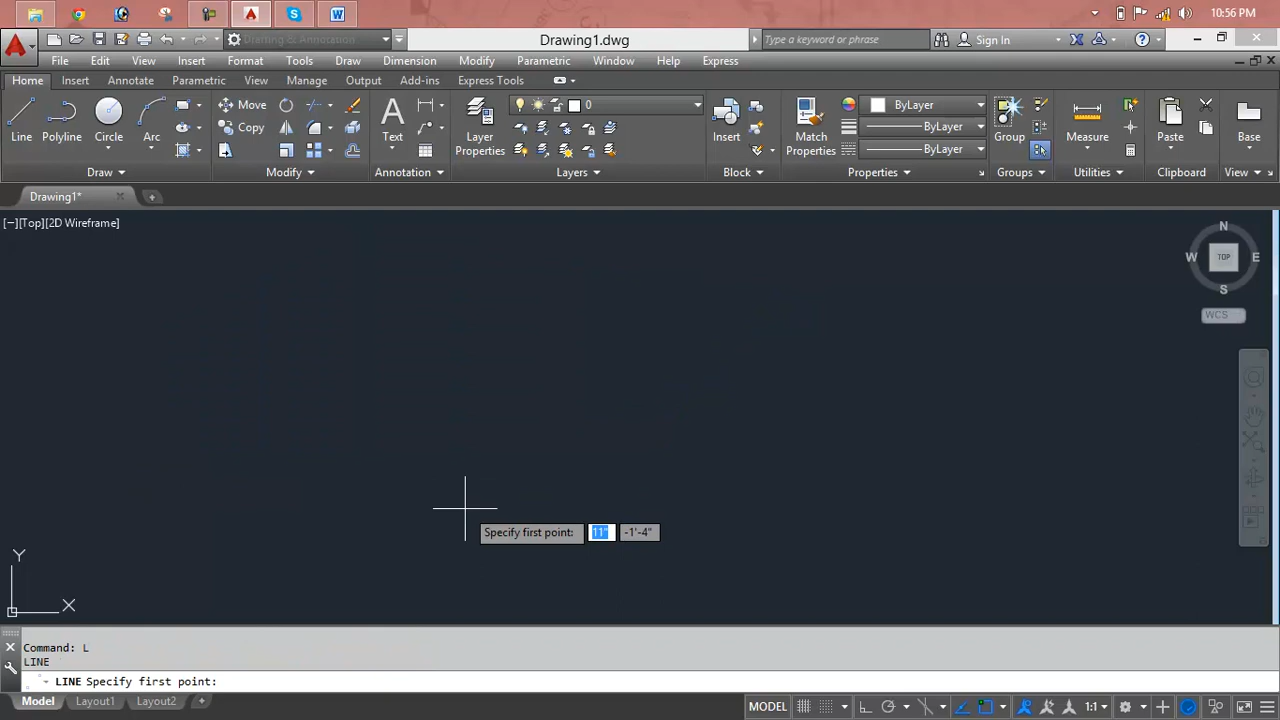 10:56 PM
Drafting & Annotation
Drawing1.dwg
Type a keyword or phrase
Sign In
File Edit View Insert Format Tools Draw Dimension Modify Parametric Window Help Express
Home Insert Annotate Parametric View Manage Output Add-ins Express Tools
Move
0
ByLayer
Copy
ByLayer
Line Polyline Circle Arc
Text
Layer Properties
Insert
Match Properties
ByLayer
Group
Measure
Paste
Base
Draw Modify Annotation Layers Block Properties Groups Utilities Clipboard View
Drawing1*
[−][Top][2D Wireframe]
N
W TOP E
S
WCS
Specify first point: 11" -1'-4"
Y
X
Command: L
LINE
LINE Specify first point:
Model Layout1 Layout2 +
MODEL 1:1